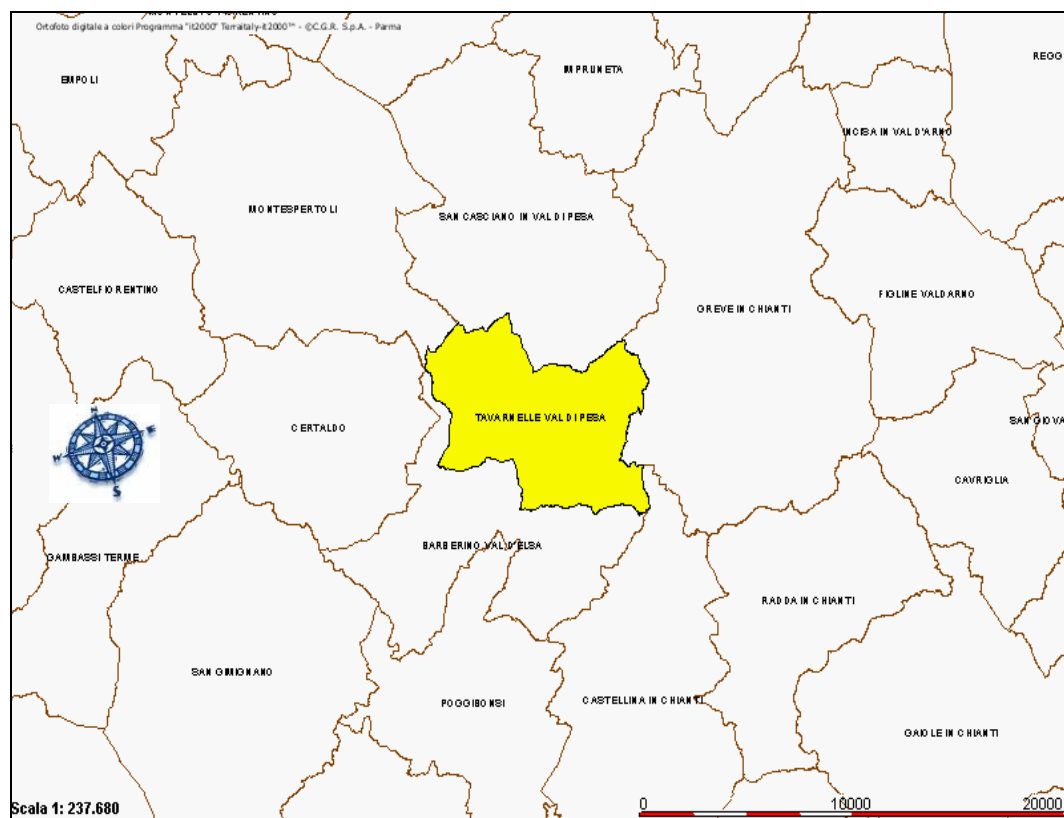 Ortofoto digitale a colori Programma "it2000" Terraitaly-it2000™ - ©C.G.R. S.p.A. - Parma
REGG
IMPRUNETA
EMPOLI
INCISA IN VAL D'ARNO
MONTESPERTOLI
SAN CASCIANO IN VAL DI PESA
CASTELFIORENTINO
FIGLINE VALDARNO
GREVE IN CHIANTI
TAVARNELLE VAL DI PESA
SAN GIOVA
CERTALDO
N
E
W
S
CAVRIGLIA
BARBERINO VAL D'ELSA
GAMBASSI TERME
RADDA IN CHIANTI
SAN GIMIGNANO
POGGIBONSI
CASTELLINA IN CHIANTI
GAIOLE IN CHIANTI
Scala 1: 237.680
0 10000 20000